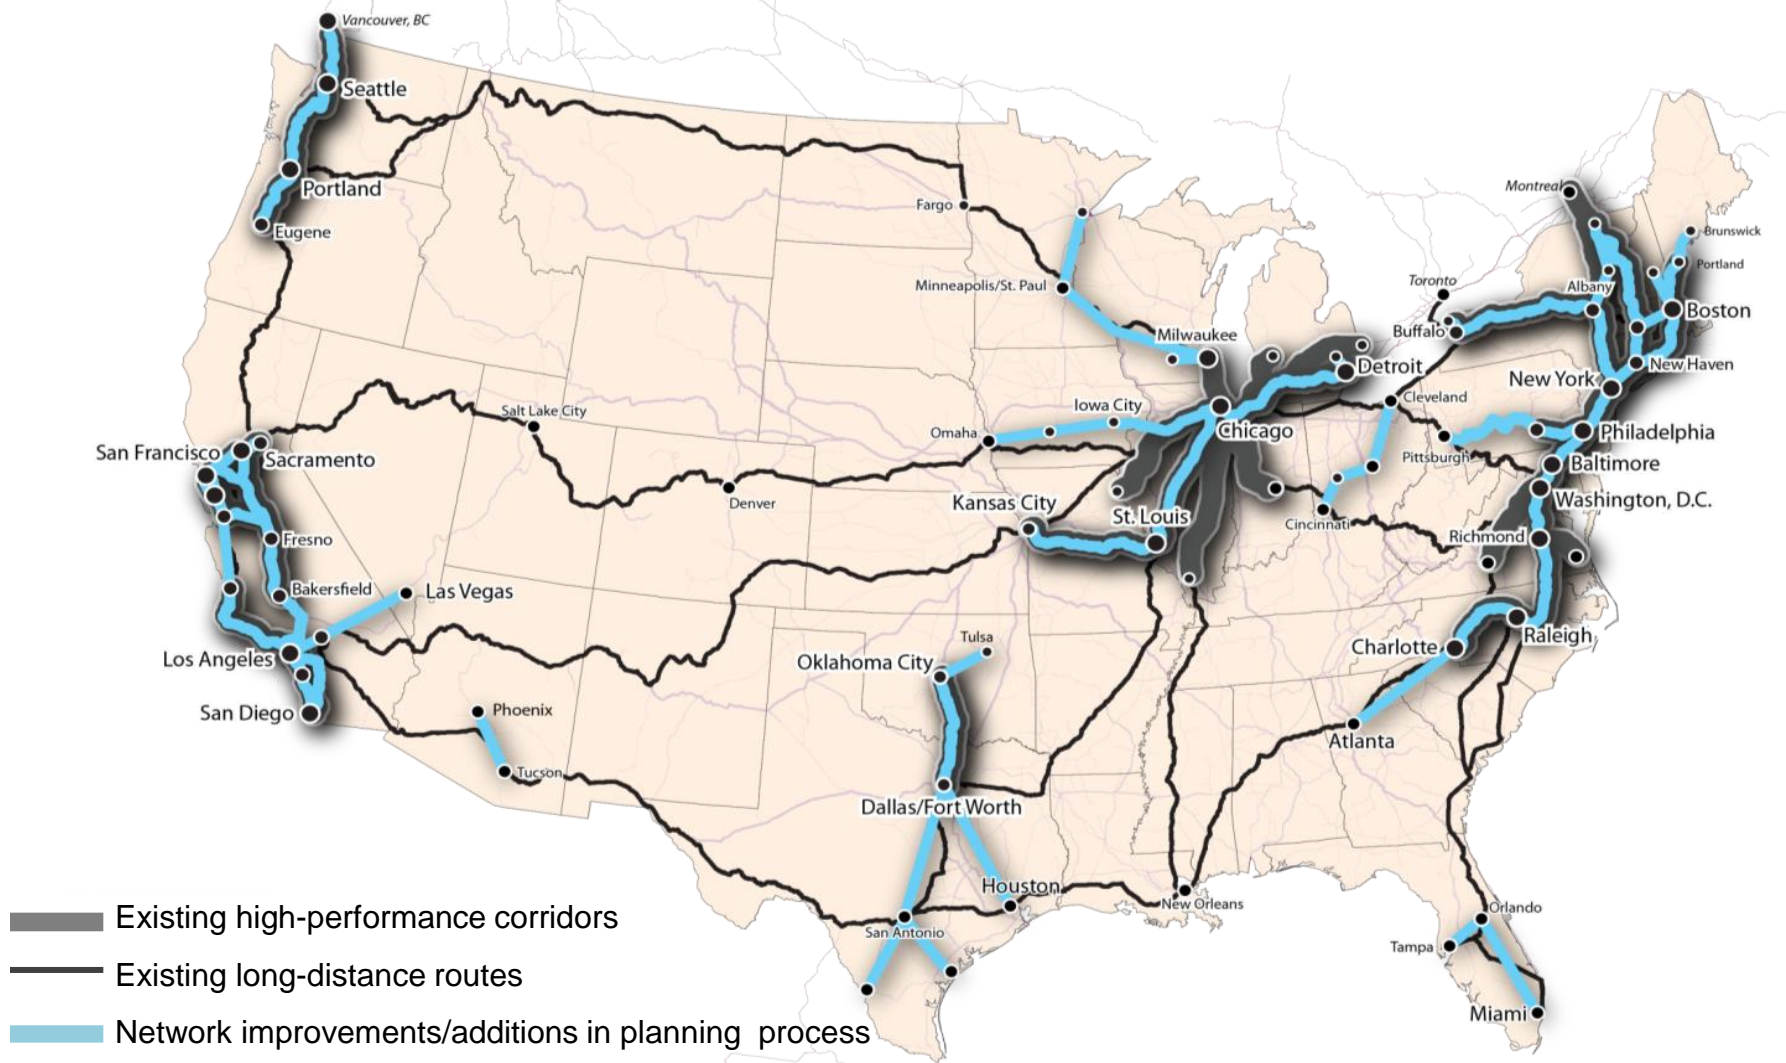 Vancouver, BC
Seattle
Portland
Eugene
Fargo
Minneapolis/St. Paul
Milwaukee
Montreal
Brunswick
Portland
Toronto
Albany
Buffalo
Boston
Detroit
New Haven
New York
Cleveland
Salt Lake City
Iowa City
Omaha
Chicago
Philadelphia
San Francisco
Sacramento
Pittsburgh
Baltimore
Denver
Kansas City
St. Louis
Cincinnati
Washington, D.C.
Richmond
Fresno
Bakersfield
Las Vegas
Tulsa
Oklahoma City
Charlotte
Raleigh
Los Angeles
San Diego
Phoenix
Atlanta
Tucson
Dallas/Fort Worth
Houston
New Orleans
San Antonio
Orlando
Tampa
Miami
Existing high-performance corridors
Existing long-distance routes
Network improvements/additions in planning process